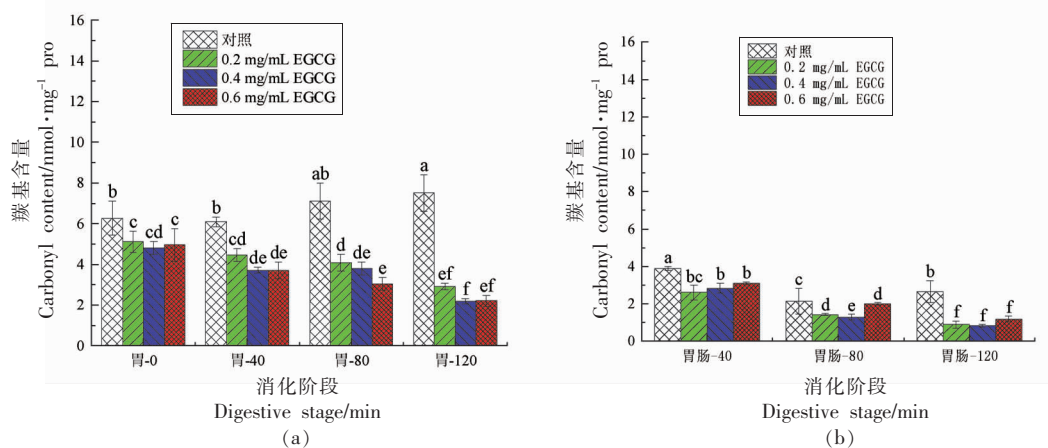 16
14
12
10
8
6
4
2
0
羰基含量
Carbonyl content/nmol·mg⁻¹ pro
对照
0.2 mg/mL EGCG
0.4 mg/mL EGCG
0.6 mg/mL EGCG
b
c
cd
c
b
cd
de
de
ab
d
de
e
a
ef
f
ef
胃-0
胃-40
胃-80
胃-120
消化阶段
Digestive stage/min
(a)
16
14
12
10
8
6
4
2
0
羰基含量
Carbonyl content/nmol·mg⁻¹ pro
对照
0.2 mg/mL EGCG
0.4 mg/mL EGCG
0.6 mg/mL EGCG
a
bc
b
b
b
d
e
d
b
f
f
f
胃肠-40
胃肠-80
胃肠-120
消化阶段
Digestive stage/min
(b)